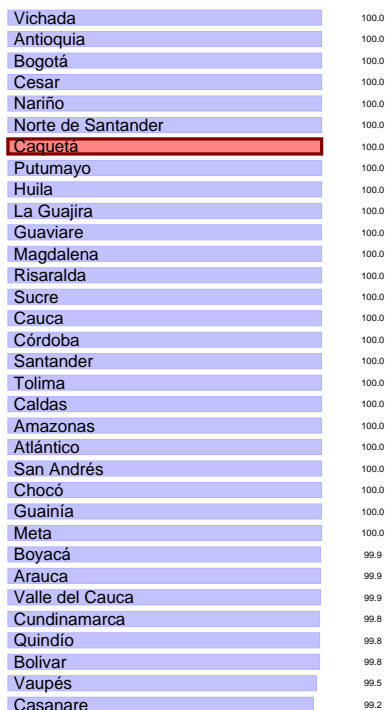 Vichada 100.0
Antioquia 100.0
Bogotá 100.0
Cesar 100.0
Nariño 100.0
Norte de Santander 100.0
Caquetá 100.0
Putumayo 100.0
Huila 100.0
La Guajira 100.0
Guaviare 100.0
Magdalena 100.0
Risaralda 100.0
Sucre 100.0
Cauca 100.0
Córdoba 100.0
Santander 100.0
Tolima 100.0
Caldas 100.0
Amazonas 100.0
Atlántico 100.0
San Andrés 100.0
Chocó 100.0
Guainía 100.0
Meta 100.0
Boyacá 99.9
Arauca 99.9
Valle del Cauca 99.9
Cundinamarca 99.8
Quindío 99.8
Bolivar 99.8
Vaupés 99.5
Casanare 99.2